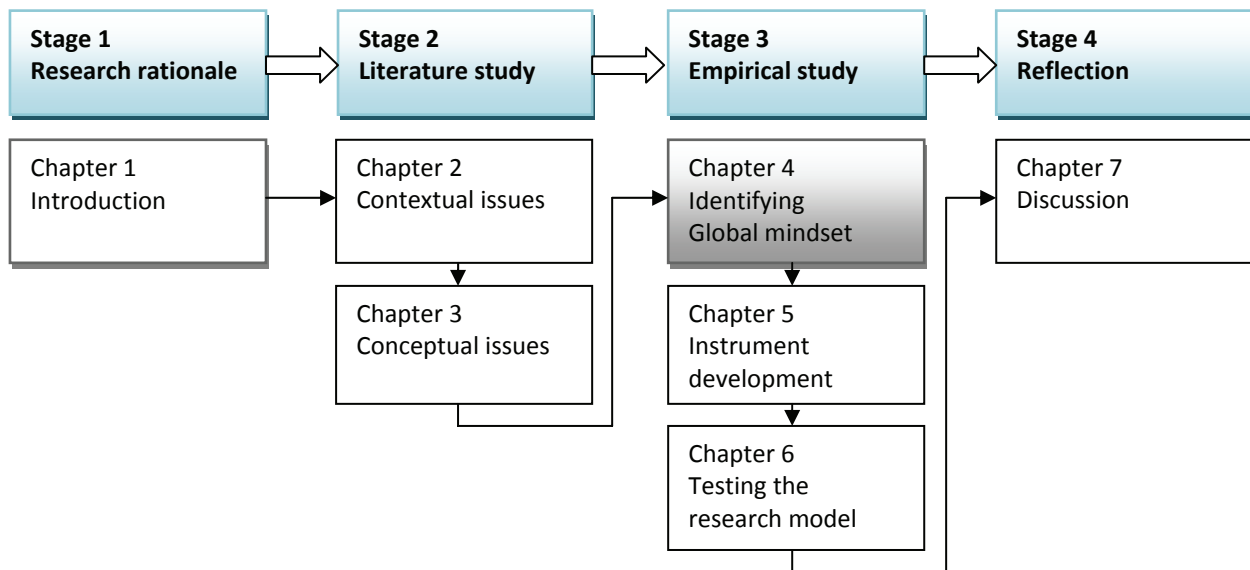 Stage 1
Research rationale
Stage 2
Literature study
Stage 3
Empirical study
Stage 4
Reflection
Chapter 1
Introduction
Chapter 2
Contextual issues
Chapter 3
Conceptual issues
Chapter 4
Identifying
Global mindset
Chapter 5
Instrument
development
Chapter 6
Testing the
research model
Chapter 7
Discussion